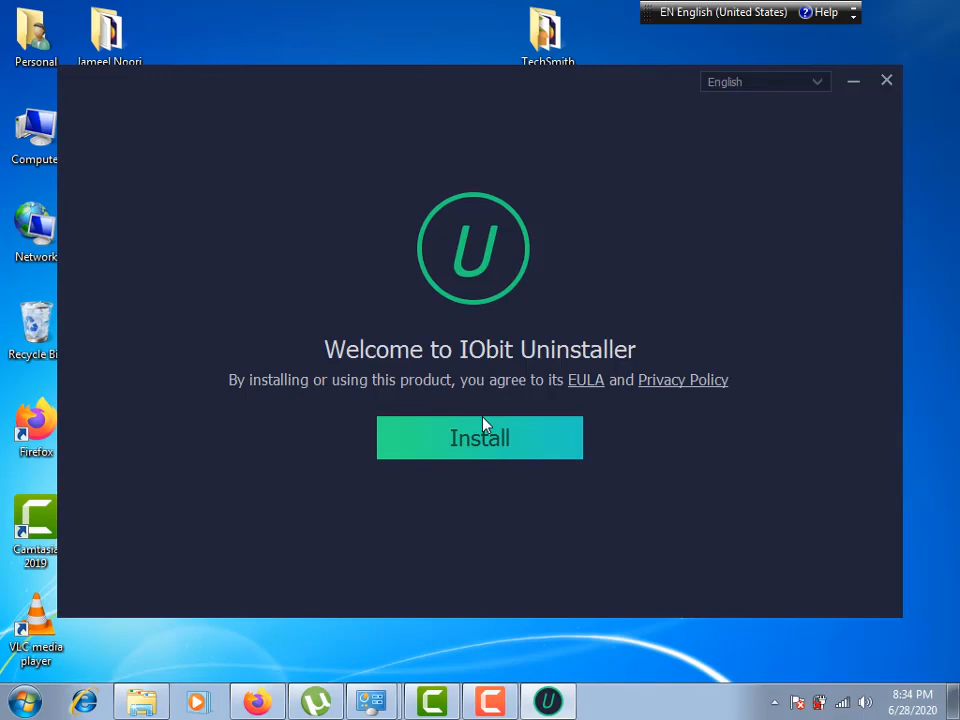 EN English (United States) Help
Personal
Jameel Noori
TechSmith
English
Compute
Network
Recycle Bi
Firefox
Camtasia
2019
VLC media
player
U
Welcome to IObit Uninstaller
By installing or using this product, you agree to its EULA and Privacy Policy
Install
8:34 PM
6/28/2020